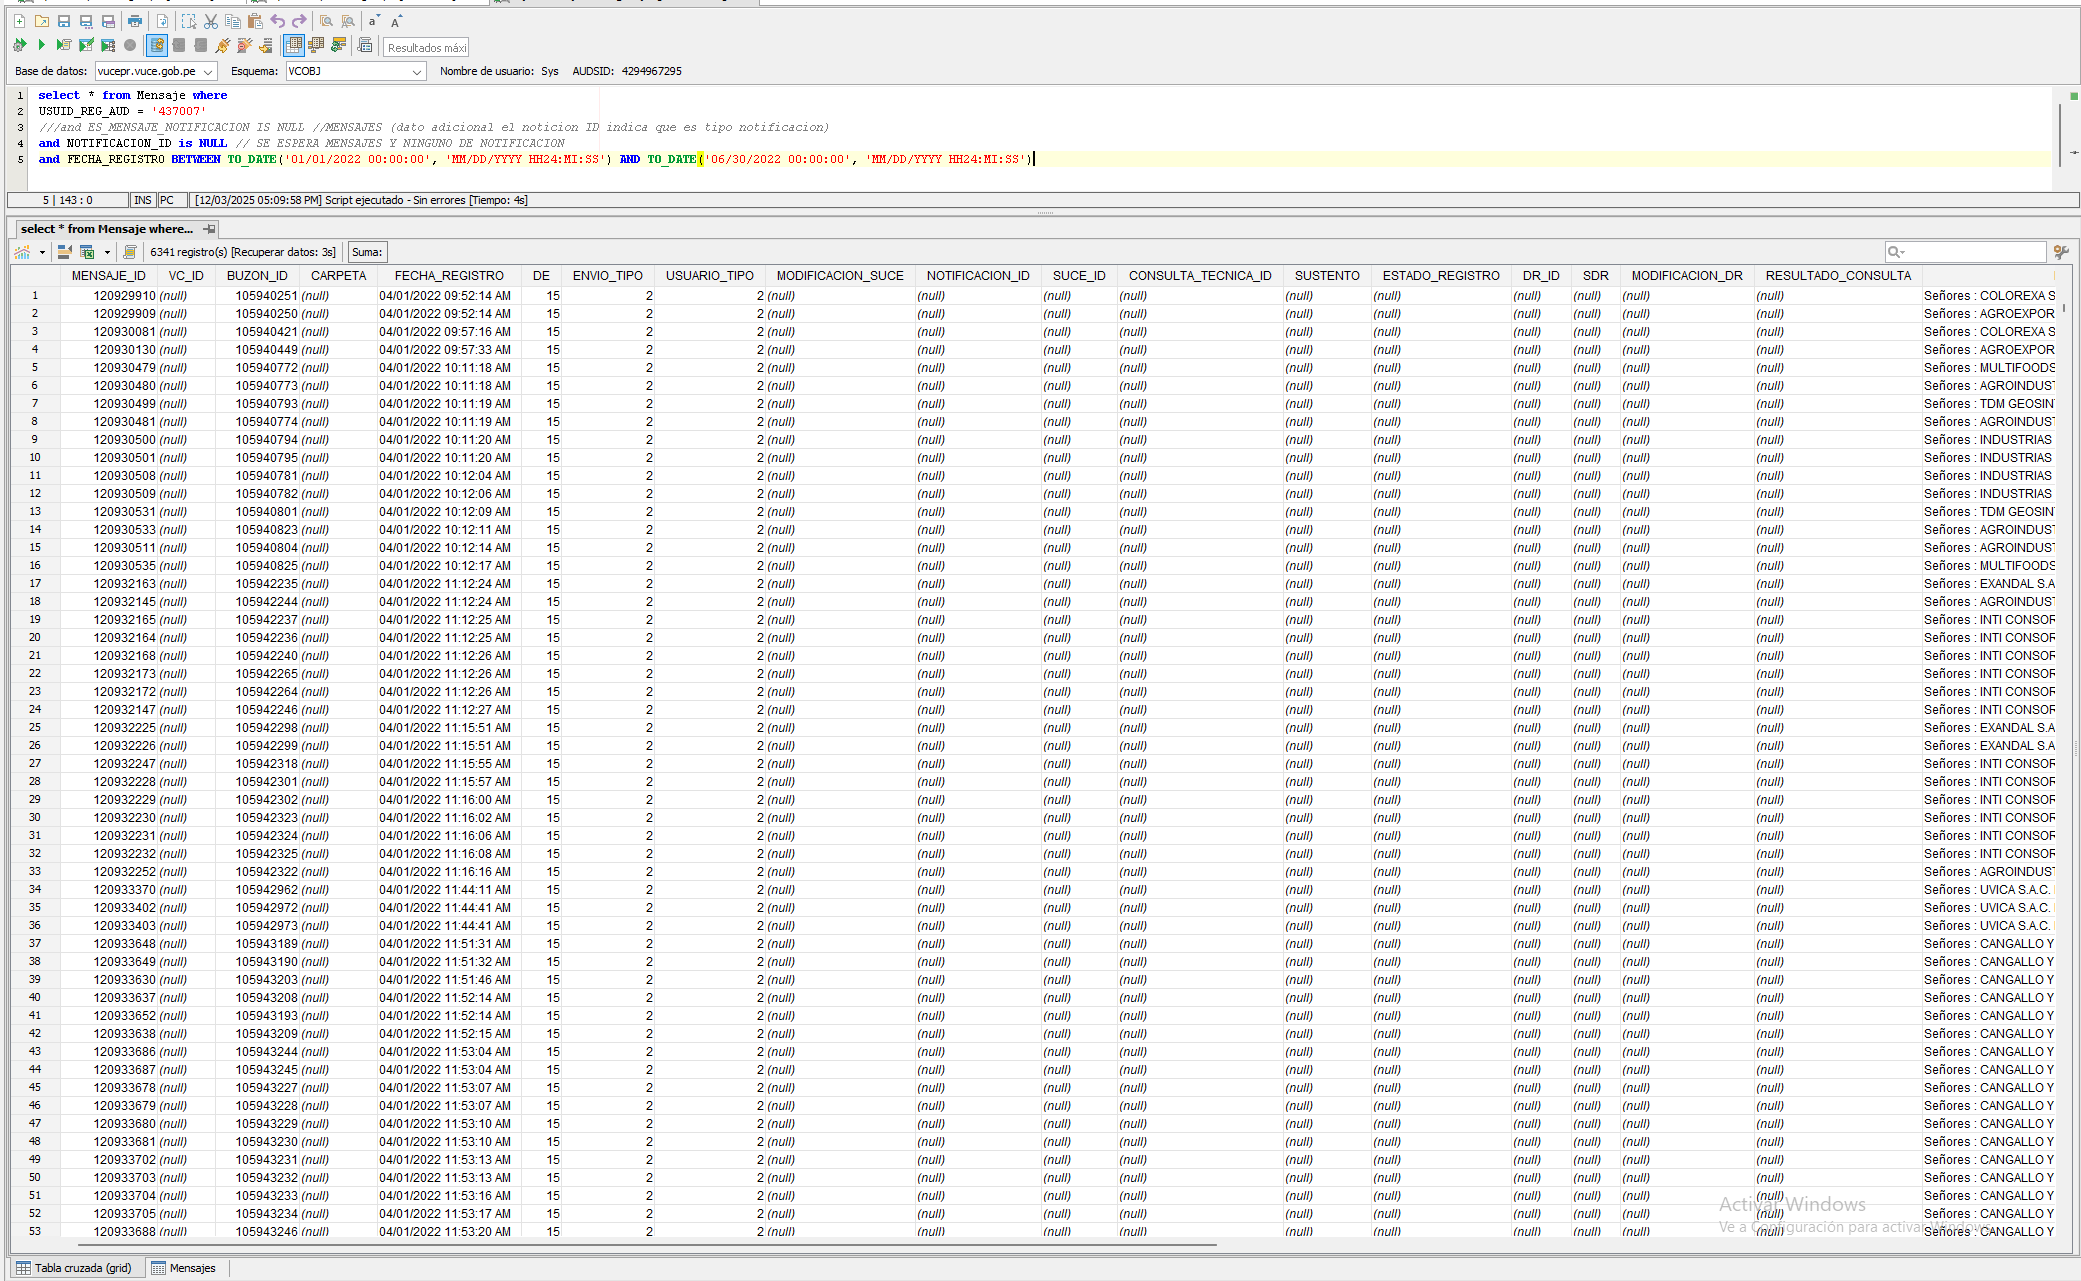 Resultados máxi
Base de datos: vucepr.vuce.gob.pe Esquema: VCOBJ Nombre de usuario: Sys AUDSID: 4294967295
1 select * from Mensaje where
2 USUID_REG_AUD = '437007'
3 ///and ES_MENSAJE_NOTIFICACION IS NULL //MENSAJES (dato adicional el noticion ID indica que es tipo notificacion)
4 and NOTIFICACION_ID is NULL // SE ESPERA MENSAJES Y NINGUNO DE NOTIFICACION
5 and FECHA_REGISTRO BETWEEN TO_DATE('01/01/2022 00:00:00', 'MM/DD/YYYY HH24:MI:SS') AND TO_DATE('06/30/2022 00:00:00', 'MM/DD/YYYY HH24:MI:SS')
5 | 143 : 0 INS PC [12/03/2025 05:09:58 PM] Script ejecutado - Sin errores [Tiempo: 4s]
select * from Mensaje where...
6341 registro(s) [Recuperar datos: 3s] Suma:
MENSAJE_ID VC_ID BUZON_ID CARPETA FECHA_REGISTRO DE ENVIO_TIPO USUARIO_TIPO MODIFICACION_SUCE NOTIFICACION_ID SUCE_ID CONSULTA_TECNICA_ID SUSTENTO ESTADO_REGISTRO DR_ID SDR MODIFICACION_DR RESULTADO_CONSULTA
1 120929910 (null) 105940251 (null) 04/01/2022 09:52:14 AM 15 2 2 (null) (null) (null) (null) (null) (null) (null) (null) (null) (null) Señores : COLOREXA S
2 120929909 (null) 105940250 (null) 04/01/2022 09:52:14 AM 15 2 2 (null) (null) (null) (null) (null) (null) (null) (null) (null) (null) Señores : AGROEXPOR
3 120930081 (null) 105940421 (null) 04/01/2022 09:57:16 AM 15 2 2 (null) (null) (null) (null) (null) (null) (null) (null) (null) (null) Señores : COLOREXA S
4 120930130 (null) 105940449 (null) 04/01/2022 09:57:33 AM 15 2 2 (null) (null) (null) (null) (null) (null) (null) (null) (null) (null) Señores : AGROEXPOR
5 120930479 (null) 105940772 (null) 04/01/2022 10:11:18 AM 15 2 2 (null) (null) (null) (null) (null) (null) (null) (null) (null) (null) Señores : MULTIFOODS
6 120930480 (null) 105940773 (null) 04/01/2022 10:11:18 AM 15 2 2 (null) (null) (null) (null) (null) (null) (null) (null) (null) (null) Señores : AGROINDUST
7 120930499 (null) 105940793 (null) 04/01/2022 10:11:19 AM 15 2 2 (null) (null) (null) (null) (null) (null) (null) (null) (null) (null) Señores : TDM GEOSIN
8 120930481 (null) 105940774 (null) 04/01/2022 10:11:19 AM 15 2 2 (null) (null) (null) (null) (null) (null) (null) (null) (null) (null) Señores : AGROINDUST
9 120930500 (null) 105940794 (null) 04/01/2022 10:11:20 AM 15 2 2 (null) (null) (null) (null) (null) (null) (null) (null) (null) (null) Señores : INDUSTRIAS
10 120930501 (null) 105940795 (null) 04/01/2022 10:11:20 AM 15 2 2 (null) (null) (null) (null) (null) (null) (null) (null) (null) (null) Señores : INDUSTRIAS
11 120930508 (null) 105940781 (null) 04/01/2022 10:12:04 AM 15 2 2 (null) (null) (null) (null) (null) (null) (null) (null) (null) (null) Señores : INDUSTRIAS
12 120930509 (null) 105940782 (null) 04/01/2022 10:12:06 AM 15 2 2 (null) (null) (null) (null) (null) (null) (null) (null) (null) (null) Señores : INDUSTRIAS
13 120930531 (null) 105940801 (null) 04/01/2022 10:12:09 AM 15 2 2 (null) (null) (null) (null) (null) (null) (null) (null) (null) (null) Señores : TDM GEOSIN
14 120930533 (null) 105940823 (null) 04/01/2022 10:12:11 AM 15 2 2 (null) (null) (null) (null) (null) (null) (null) (null) (null) (null) Señores : AGROINDUST
15 120930511 (null) 105940804 (null) 04/01/2022 10:12:14 AM 15 2 2 (null) (null) (null) (null) (null) (null) (null) (null) (null) (null) Señores : AGROINDUST
16 120930535 (null) 105940825 (null) 04/01/2022 10:12:17 AM 15 2 2 (null) (null) (null) (null) (null) (null) (null) (null) (null) (null) Señores : MULTIFOODS
17 120932163 (null) 105942235 (null) 04/01/2022 11:12:24 AM 15 2 2 (null) (null) (null) (null) (null) (null) (null) (null) (null) (null) Señores : EXANDAL S.A
18 120932145 (null) 105942244 (null) 04/01/2022 11:12:24 AM 15 2 2 (null) (null) (null) (null) (null) (null) (null) (null) (null) (null) Señores : AGROINDUST
19 120932165 (null) 105942237 (null) 04/01/2022 11:12:25 AM 15 2 2 (null) (null) (null) (null) (null) (null) (null) (null) (null) (null) Señores : INTI CONSOR
20 120932164 (null) 105942236 (null) 04/01/2022 11:12:25 AM 15 2 2 (null) (null) (null) (null) (null) (null) (null) (null) (null) (null) Señores : INTI CONSOR
21 120932168 (null) 105942240 (null) 04/01/2022 11:12:26 AM 15 2 2 (null) (null) (null) (null) (null) (null) (null) (null) (null) (null) Señores : INTI CONSOR
22 120932173 (null) 105942265 (null) 04/01/2022 11:12:26 AM 15 2 2 (null) (null) (null) (null) (null) (null) (null) (null) (null) (null) Señores : INTI CONSOR
23 120932172 (null) 105942264 (null) 04/01/2022 11:12:26 AM 15 2 2 (null) (null) (null) (null) (null) (null) (null) (null) (null) (null) Señores : INTI CONSOR
24 120932147 (null) 105942246 (null) 04/01/2022 11:12:27 AM 15 2 2 (null) (null) (null) (null) (null) (null) (null) (null) (null) (null) Señores : INTI CONSOR
25 120932225 (null) 105942298 (null) 04/01/2022 11:15:51 AM 15 2 2 (null) (null) (null) (null) (null) (null) (null) (null) (null) (null) Señores : EXANDAL S.A
26 120932226 (null) 105942299 (null) 04/01/2022 11:15:51 AM 15 2 2 (null) (null) (null) (null) (null) (null) (null) (null) (null) (null) Señores : EXANDAL S.A
27 120932247 (null) 105942318 (null) 04/01/2022 11:15:55 AM 15 2 2 (null) (null) (null) (null) (null) (null) (null) (null) (null) (null) Señores : INTI CONSOR
28 120932228 (null) 105942301 (null) 04/01/2022 11:15:57 AM 15 2 2 (null) (null) (null) (null) (null) (null) (null) (null) (null) (null) Señores : INTI CONSOR
29 120932229 (null) 105942302 (null) 04/01/2022 11:16:00 AM 15 2 2 (null) (null) (null) (null) (null) (null) (null) (null) (null) (null) Señores : INTI CONSOR
30 120932230 (null) 105942323 (null) 04/01/2022 11:16:02 AM 15 2 2 (null) (null) (null) (null) (null) (null) (null) (null) (null) (null) Señores : INTI CONSOR
31 120932231 (null) 105942324 (null) 04/01/2022 11:16:06 AM 15 2 2 (null) (null) (null) (null) (null) (null) (null) (null) (null) (null) Señores : INTI CONSOR
32 120932232 (null) 105942325 (null) 04/01/2022 11:16:08 AM 15 2 2 (null) (null) (null) (null) (null) (null) (null) (null) (null) (null) Señores : INTI CONSOR
33 120932252 (null) 105942322 (null) 04/01/2022 11:16:16 AM 15 2 2 (null) (null) (null) (null) (null) (null) (null) (null) (null) (null) Señores : AGROINDUST
34 120933370 (null) 105942962 (null) 04/01/2022 11:44:11 AM 15 2 2 (null) (null) (null) (null) (null) (null) (null) (null) (null) (null) Señores : UVICA S.A.C.
35 120933402 (null) 105942972 (null) 04/01/2022 11:44:41 AM 15 2 2 (null) (null) (null) (null) (null) (null) (null) (null) (null) (null) Señores : UVICA S.A.C.
36 120933403 (null) 105942973 (null) 04/01/2022 11:44:41 AM 15 2 2 (null) (null) (null) (null) (null) (null) (null) (null) (null) (null) Señores : UVICA S.A.C.
37 120933648 (null) 105943189 (null) 04/01/2022 11:51:31 AM 15 2 2 (null) (null) (null) (null) (null) (null) (null) (null) (null) (null) Señores : CANGALLO Y
38 120933649 (null) 105943190 (null) 04/01/2022 11:51:32 AM 15 2 2 (null) (null) (null) (null) (null) (null) (null) (null) (null) (null) Señores : CANGALLO Y
39 120933630 (null) 105943203 (null) 04/01/2022 11:51:46 AM 15 2 2 (null) (null) (null) (null) (null) (null) (null) (null) (null) (null) Señores : CANGALLO Y
40 120933637 (null) 105943208 (null) 04/01/2022 11:52:14 AM 15 2 2 (null) (null) (null) (null) (null) (null) (null) (null) (null) (null) Señores : CANGALLO Y
41 120933652 (null) 105943193 (null) 04/01/2022 11:52:14 AM 15 2 2 (null) (null) (null) (null) (null) (null) (null) (null) (null) (null) Señores : CANGALLO Y
42 120933638 (null) 105943209 (null) 04/01/2022 11:52:15 AM 15 2 2 (null) (null) (null) (null) (null) (null) (null) (null) (null) (null) Señores : CANGALLO Y
43 120933686 (null) 105943244 (null) 04/01/2022 11:53:04 AM 15 2 2 (null) (null) (null) (null) (null) (null) (null) (null) (null) (null) Señores : CANGALLO Y
44 120933687 (null) 105943245 (null) 04/01/2022 11:53:04 AM 15 2 2 (null) (null) (null) (null) (null) (null) (null) (null) (null) (null) Señores : CANGALLO Y
45 120933678 (null) 105943227 (null) 04/01/2022 11:53:07 AM 15 2 2 (null) (null) (null) (null) (null) (null) (null) (null) (null) (null) Señores : CANGALLO Y
46 120933679 (null) 105943228 (null) 04/01/2022 11:53:07 AM 15 2 2 (null) (null) (null) (null) (null) (null) (null) (null) (null) (null) Señores : CANGALLO Y
47 120933680 (null) 105943229 (null) 04/01/2022 11:53:10 AM 15 2 2 (null) (null) (null) (null) (null) (null) (null) (null) (null) (null) Señores : CANGALLO Y
48 120933681 (null) 105943230 (null) 04/01/2022 11:53:10 AM 15 2 2 (null) (null) (null) (null) (null) (null) (null) (null) (null) (null) Señores : CANGALLO Y
49 120933702 (null) 105943231 (null) 04/01/2022 11:53:13 AM 15 2 2 (null) (null) (null) (null) (null) (null) (null) (null) (null) (null) Señores : CANGALLO Y
50 120933703 (null) 105943232 (null) 04/01/2022 11:53:13 AM 15 2 2 (null) (null) (null) (null) (null) (null) (null) (null) (null) (null) Señores : CANGALLO Y
51 120933704 (null) 105943233 (null) 04/01/2022 11:53:16 AM 15 2 2 (null) (null) (null) (null) (null) (null) (null) (null) (null) (null) Señores : CANGALLO Y
52 120933705 (null) 105943234 (null) 04/01/2022 11:53:17 AM 15 2 2 (null) (null) (null) (null) (null) (null) (null) (null) (null) (null) Señores : CANGALLO Y
53 120933688 (null) 105943246 (null) 04/01/2022 11:53:20 AM 15 2 2 (null) (null) (null) (null) (null) (null) (null) (null) (null) (null) Señores : CANGALLO Y
Activar Windows
Ve a Configuración para activar Windows.
Tabla cruzada (grid) Mensajes